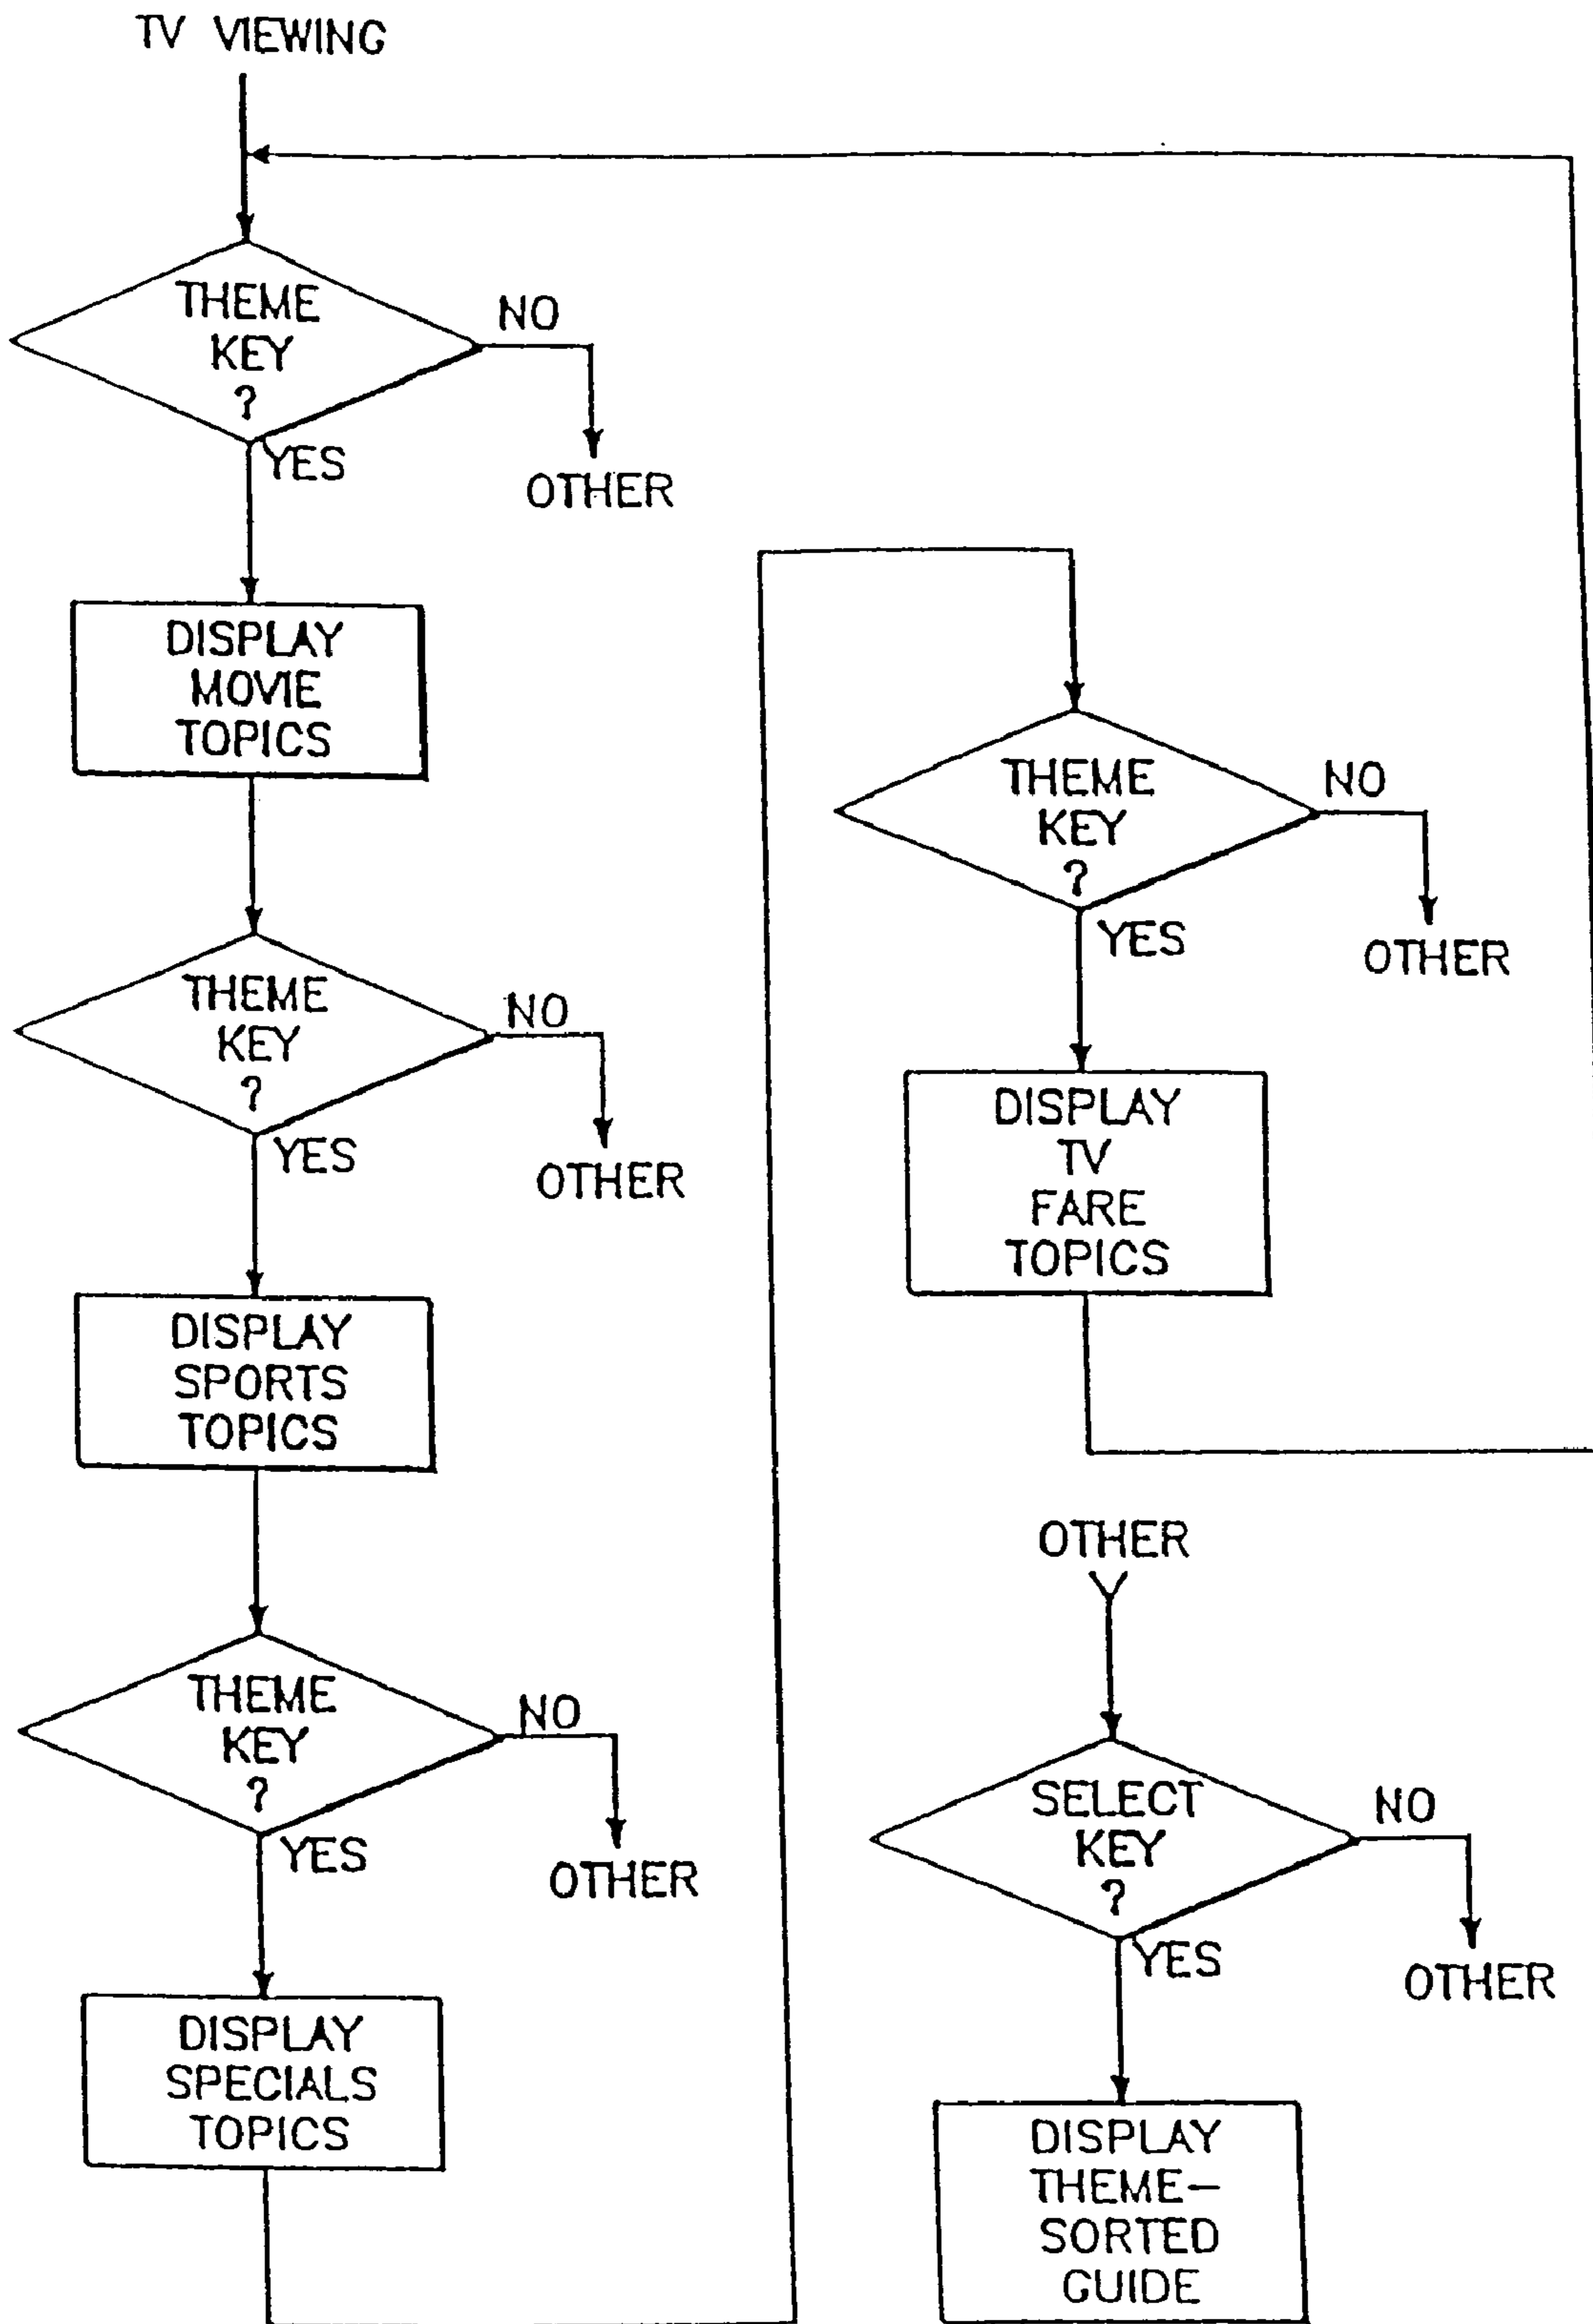 TV VIEWING
THEME
KEY
?
NO
YES
OTHER
DISPLAY
MOVIE
TOPICS
THEME
KEY
?
NO
YES
OTHER
DISPLAY
SPORTS
TOPICS
THEME
KEY
?
NO
YES
OTHER
DISPLAY
SPECIALS
TOPICS
THEME
KEY
?
NO
YES
OTHER
DISPLAY
TV
FARE
TOPICS
OTHER
SELECT
KEY
?
NO
YES
OTHER
DISPLAY
THEME-
SORTED
GUIDE